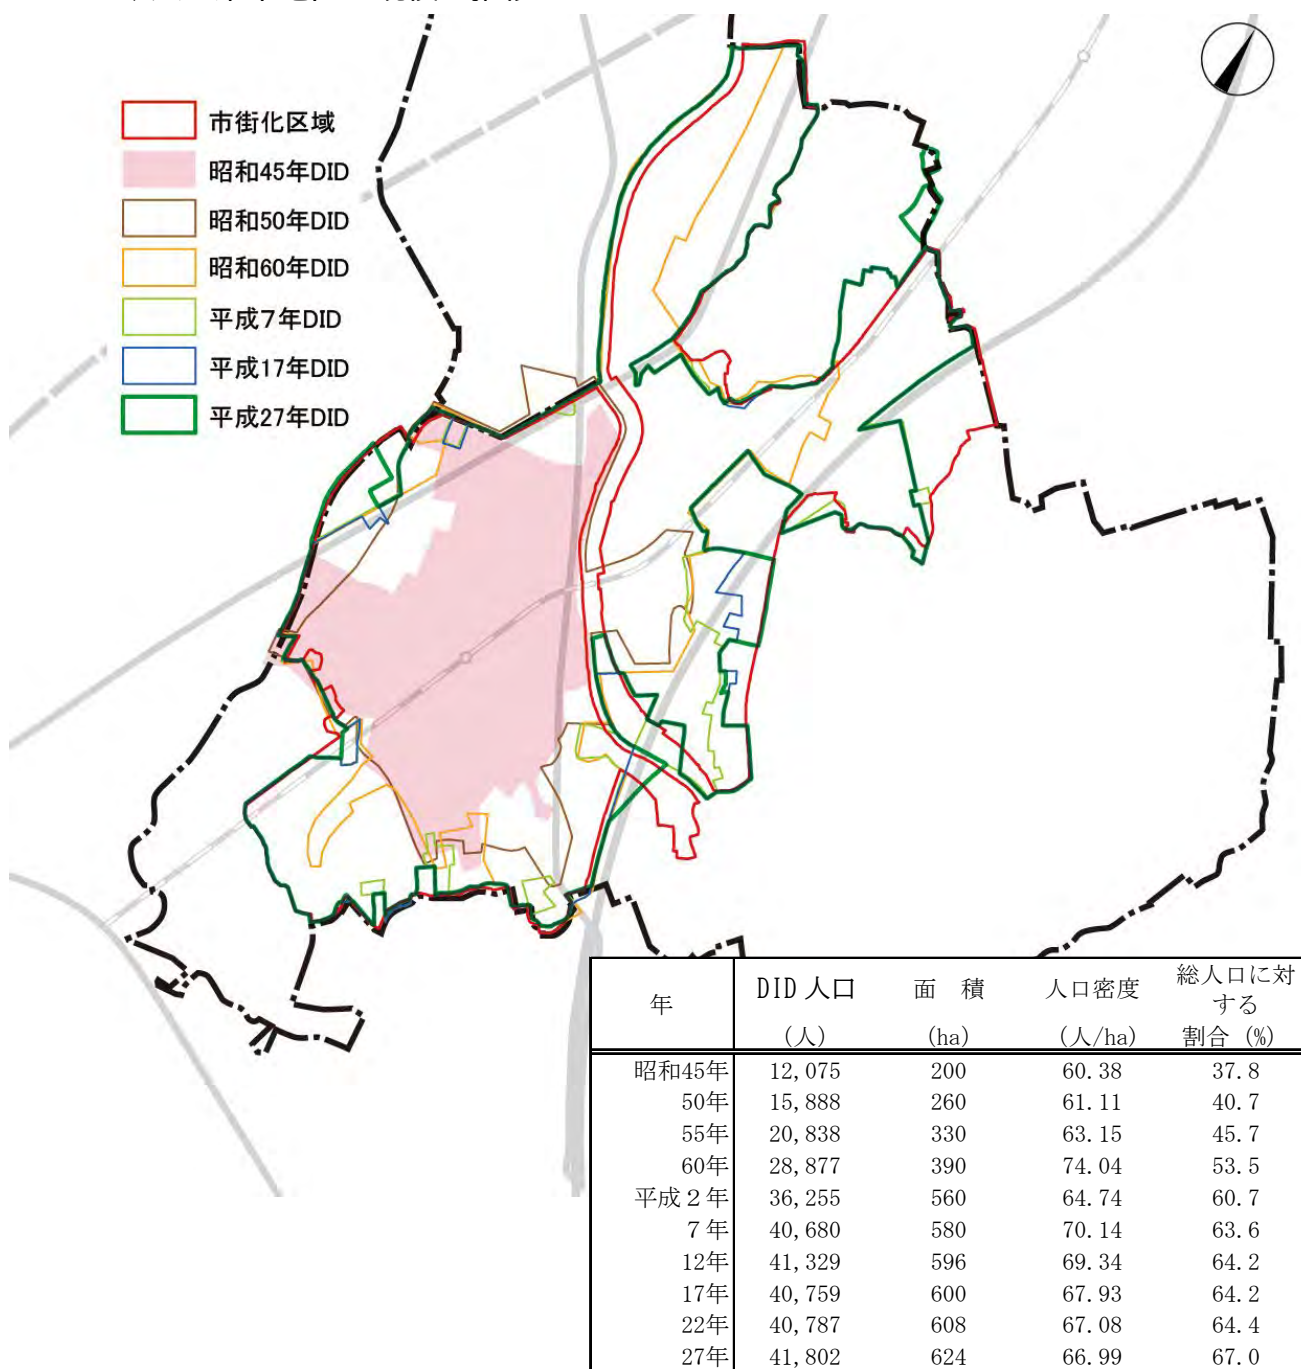 市街化区域
昭和45年DID
昭和50年DID
昭和60年DID
平成7年DID
平成17年DID
平成27年DID
年 DID 人口 面 積 人口密度 総人口に対
する
(人) (ha) (人/ha) 割合 (%)
昭和45年 12,075 200 60.38 37.8
50年 15,888 260 61.11 40.7
55年 20,838 330 63.15 45.7
60年 28,877 390 74.04 53.5
平成 2 年 36,255 560 64.74 60.7
7 年 40,680 580 70.14 63.6
12年 41,329 596 69.34 64.2
17年 40,759 600 67.93 64.2
22年 40,787 608 67.08 64.4
27年 41,802 624 66.99 67.0